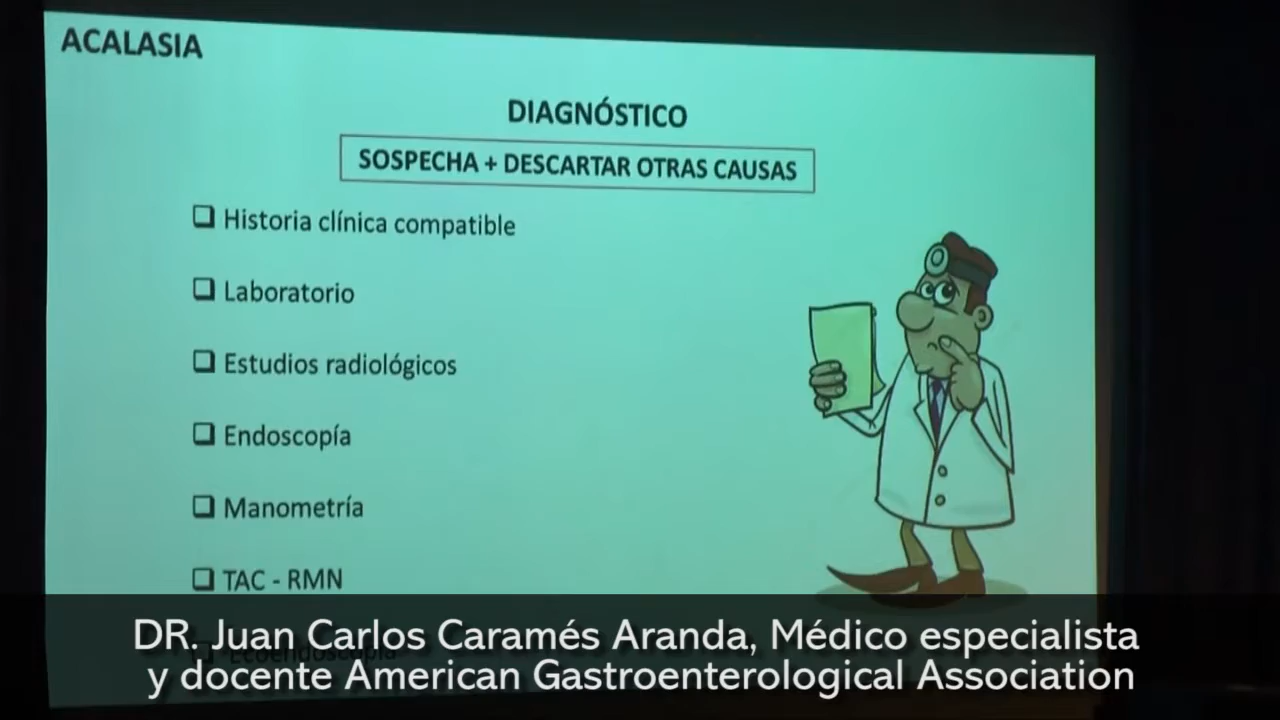 ACALASIA
DIAGNÓSTICO
SOSPECHA + DESCARTAR OTRAS CAUSAS
Historia clínica compatible
Laboratorio
Estudios radiológicos
Endoscopía
Manometría
TAC - RMN
Ecoendoscopía
DR. Juan Carlos Caramés Aranda, Médico especialista
y docente American Gastroenterological Association